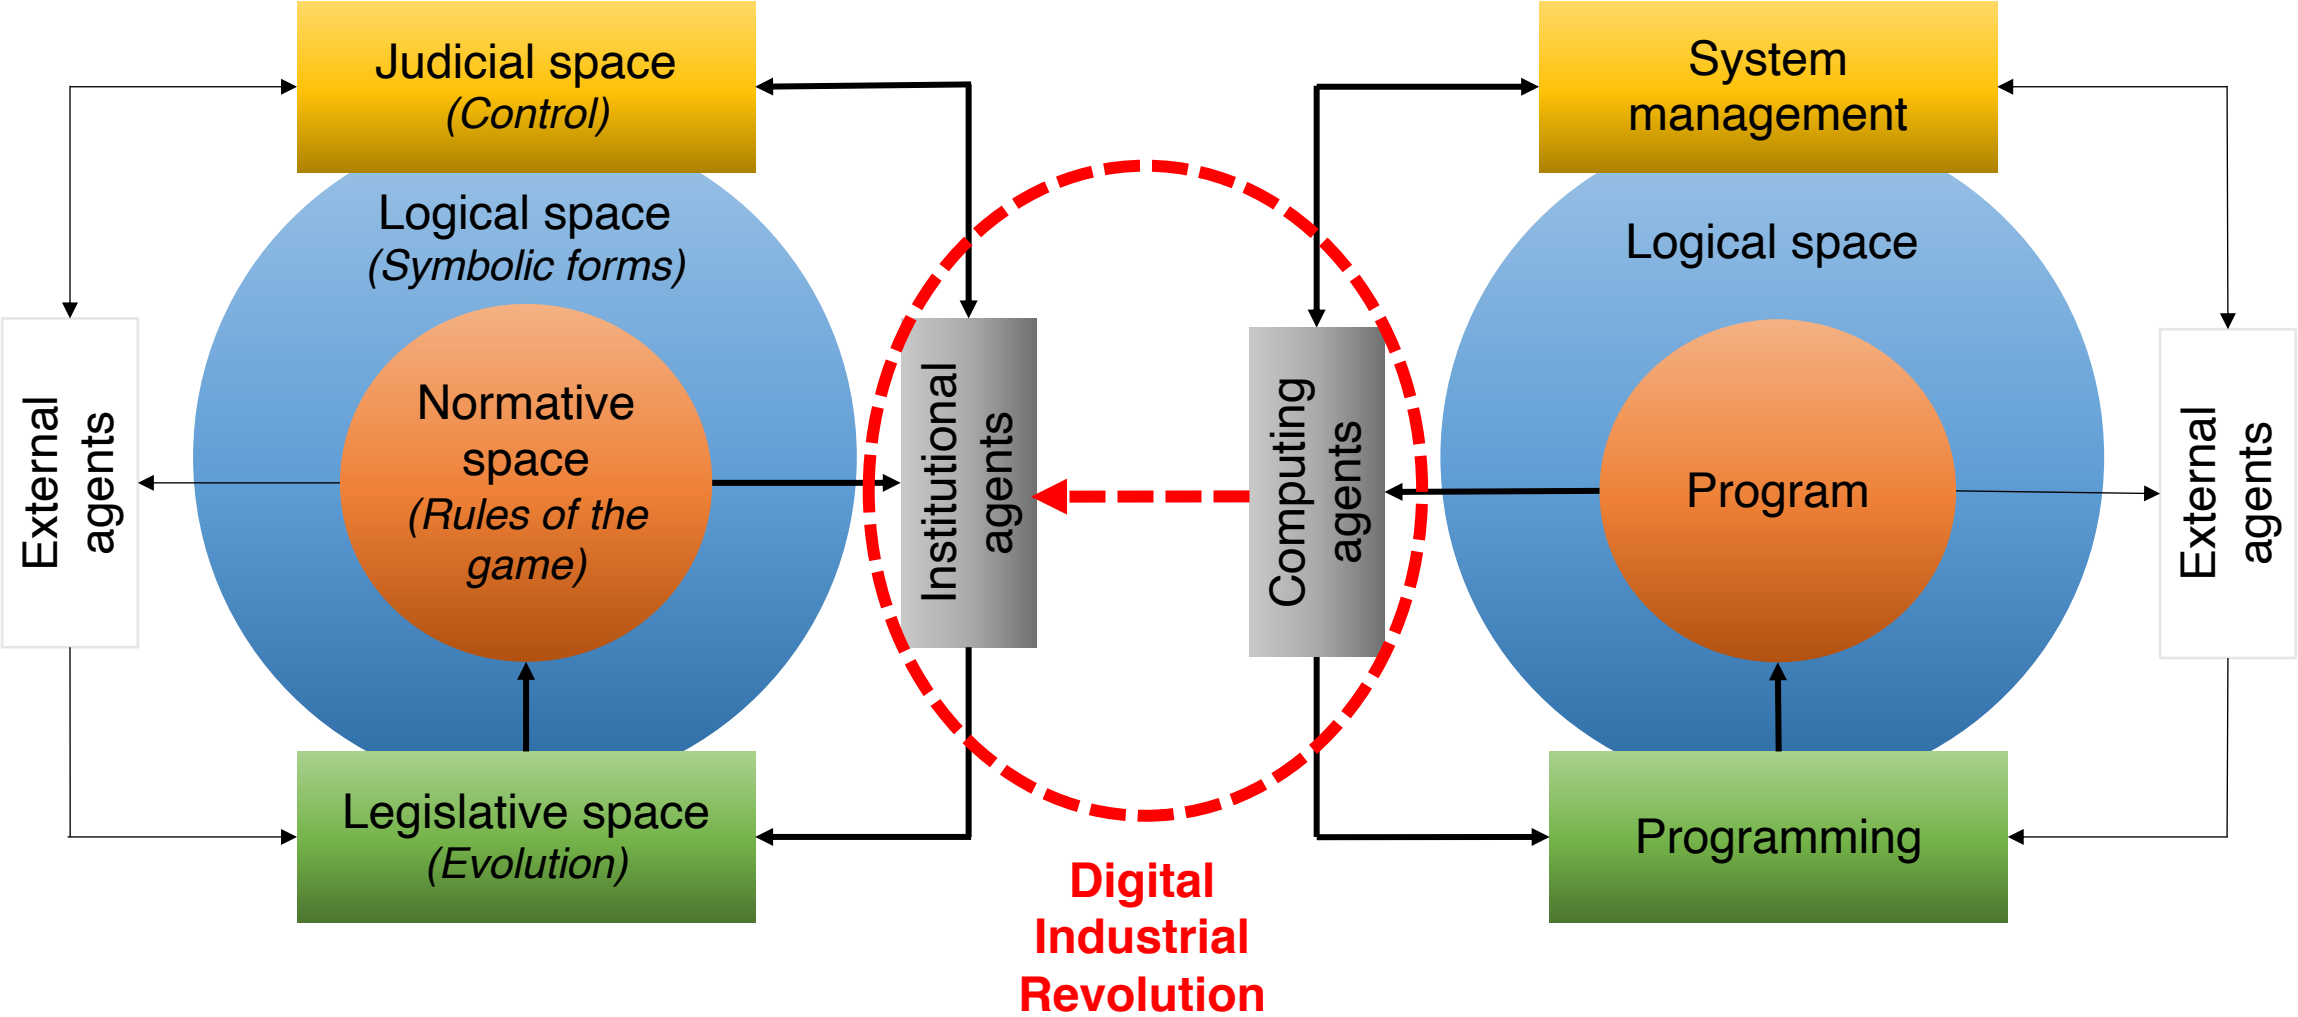 Judicial space
(Control)
Logical space
(Symbolic forms)
External
agents
Normative
space
(Rules of the
game)
Institutional
agents
Legislative space
(Evolution)
Digital
Industrial
Revolution
System
management
Logical space
Computing
agents
Program
External
agents
Programming